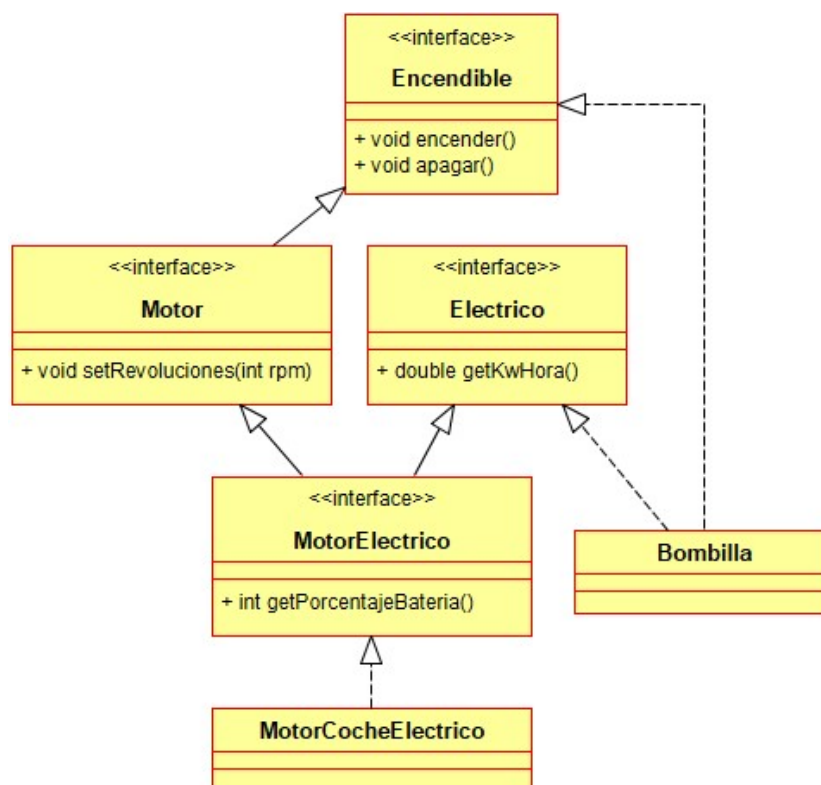 <<interface>>
Encendible
+ void encender()
+ void apagar()
<<interface>>
Motor
+ void setRevoluciones(int rpm)
<<interface>>
Electrico
+ double getKwHora()
<<interface>>
MotorElectrico
+ int getPorcentajeBateria()
Bombilla
MotorCocheElectrico